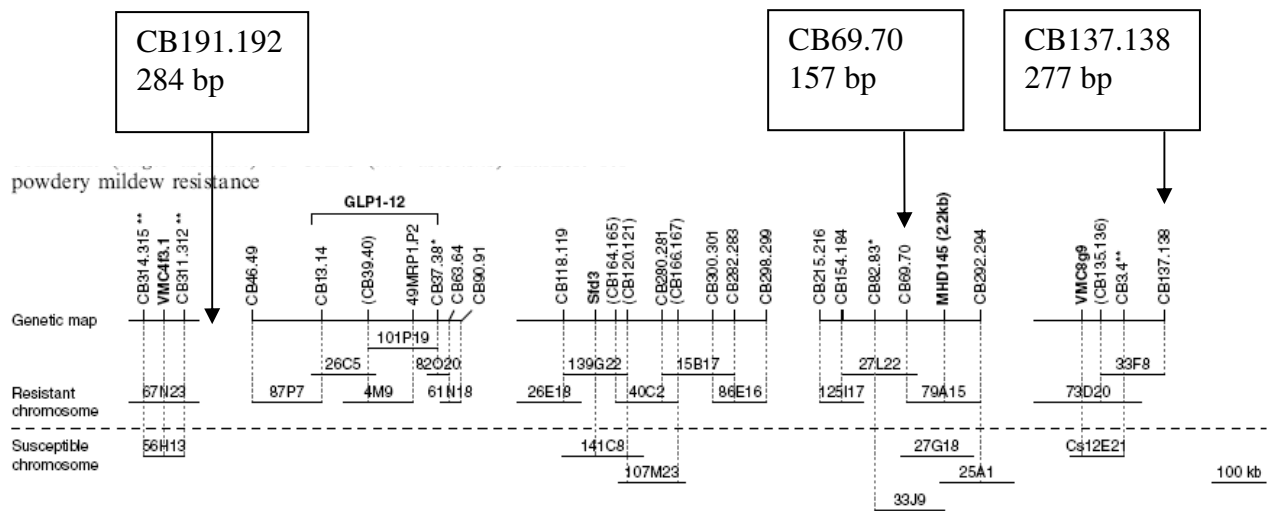 CB191.192
284 bp
CB69.70
157 bp
CB137.138
277 bp
powdery mildew resistance
GLP1-12
CB314.315 **
VMC4f3.1
CB311.312 **
CB46.49
CB13.14
(CB39.40)
49MRP1.P2
CB37.38*
CB63.64
CB90.91
CB118.119
Sfd3
(CB164.165)
(CB120.121)
CB280.281
(CB166.167)
CB300.301
CB282.283
CB298.299
CB215.216
CB154.184
CB82.83*
CB69.70
MHD145 (2.2kb)
CB292.294
VMC8g9
(CB135.136)
CB3.4**
CB137.138
Genetic map
101P19
26C5 82O20 139G22 15B17 27L22 33F8
Resistant
chromosome
67N23 87P7 4M9 61N18 26E18 40C2 86E16 125I17 79A15 73D20
Susceptible
chromosome
56H13 141C8 27G18 Cs12E21
107M23 25A1 100 kb
33J9